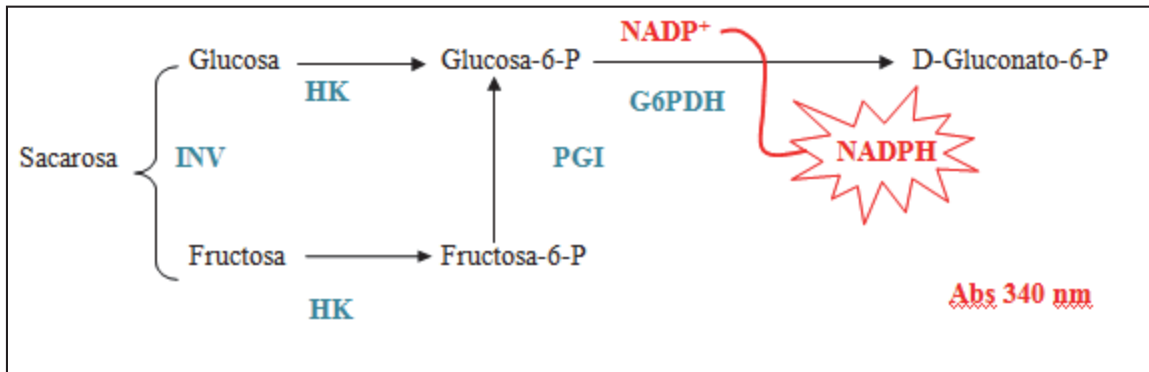 NADP⁺
Glucosa
Glucosa-6-P
D-Gluconato-6-P
HK
G6PDH
Sacarosa
INV
PGI
NADPH
Fructosa
Fructosa-6-P
HK
Abs 340 nm